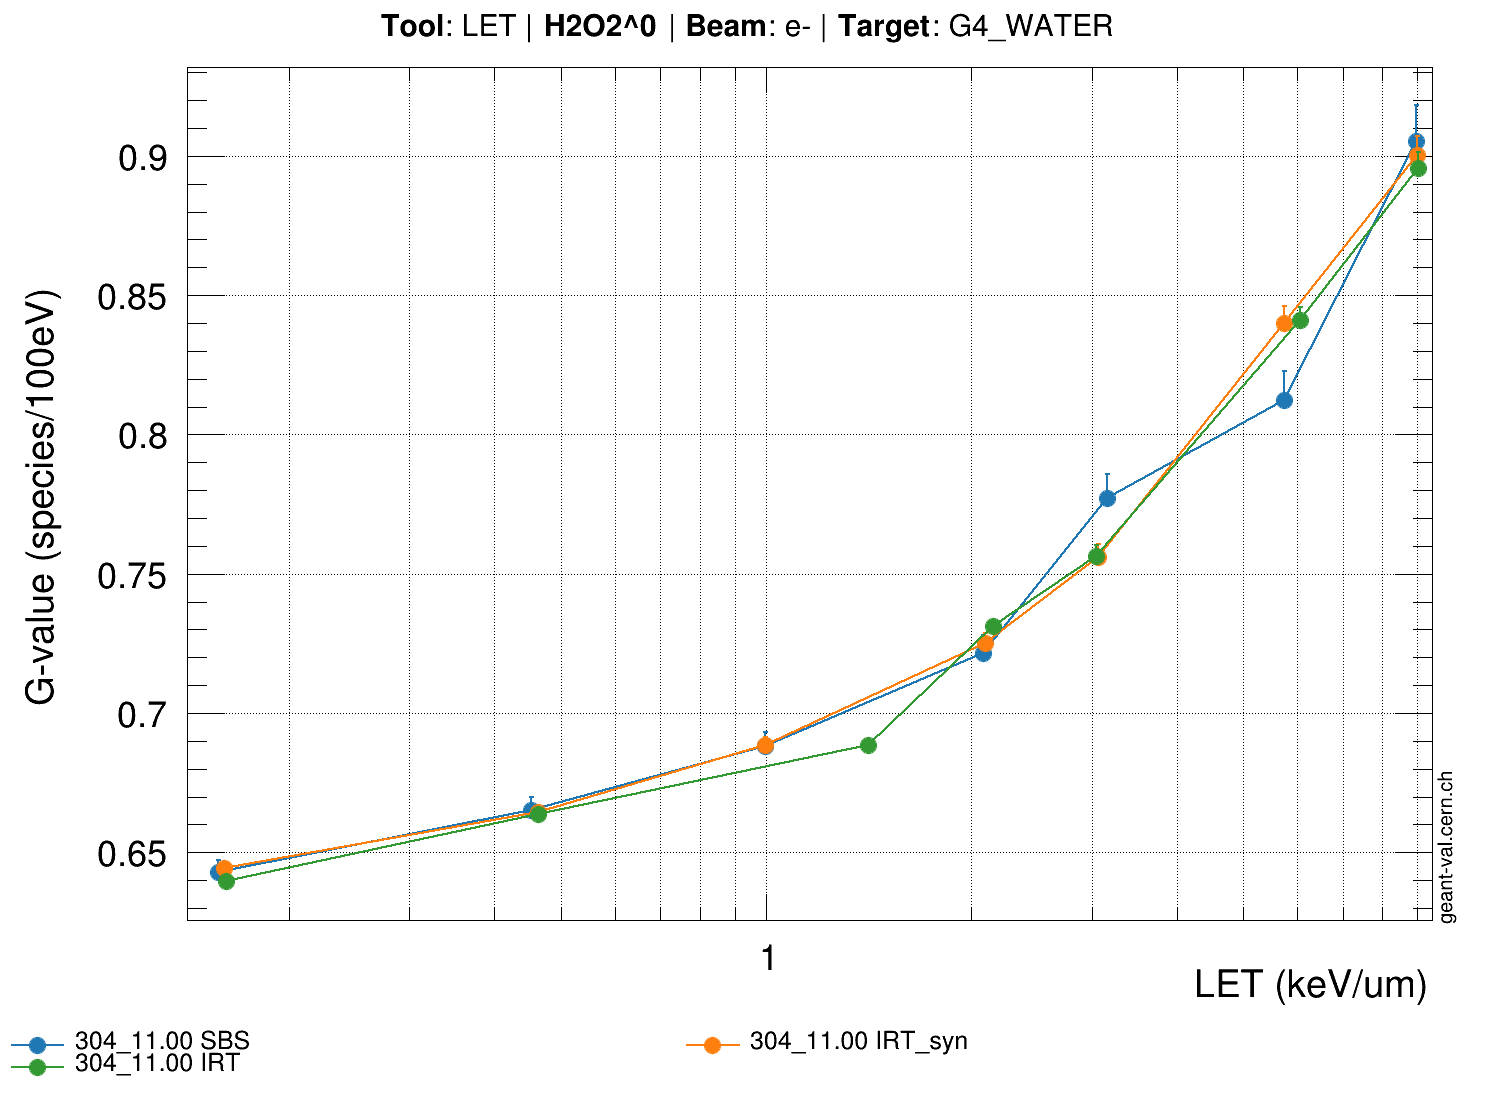 Tool: LET | H2O2^0 | Beam: e- | Target: G4_WATER
0.9
0.85
0.8
0.75
0.7
0.65
G-value (species/100eV)
1
LET (keV/um)
geant-val.cern.ch
304_11.00 SBS
304_11.00 IRT_syn
304_11.00 IRT